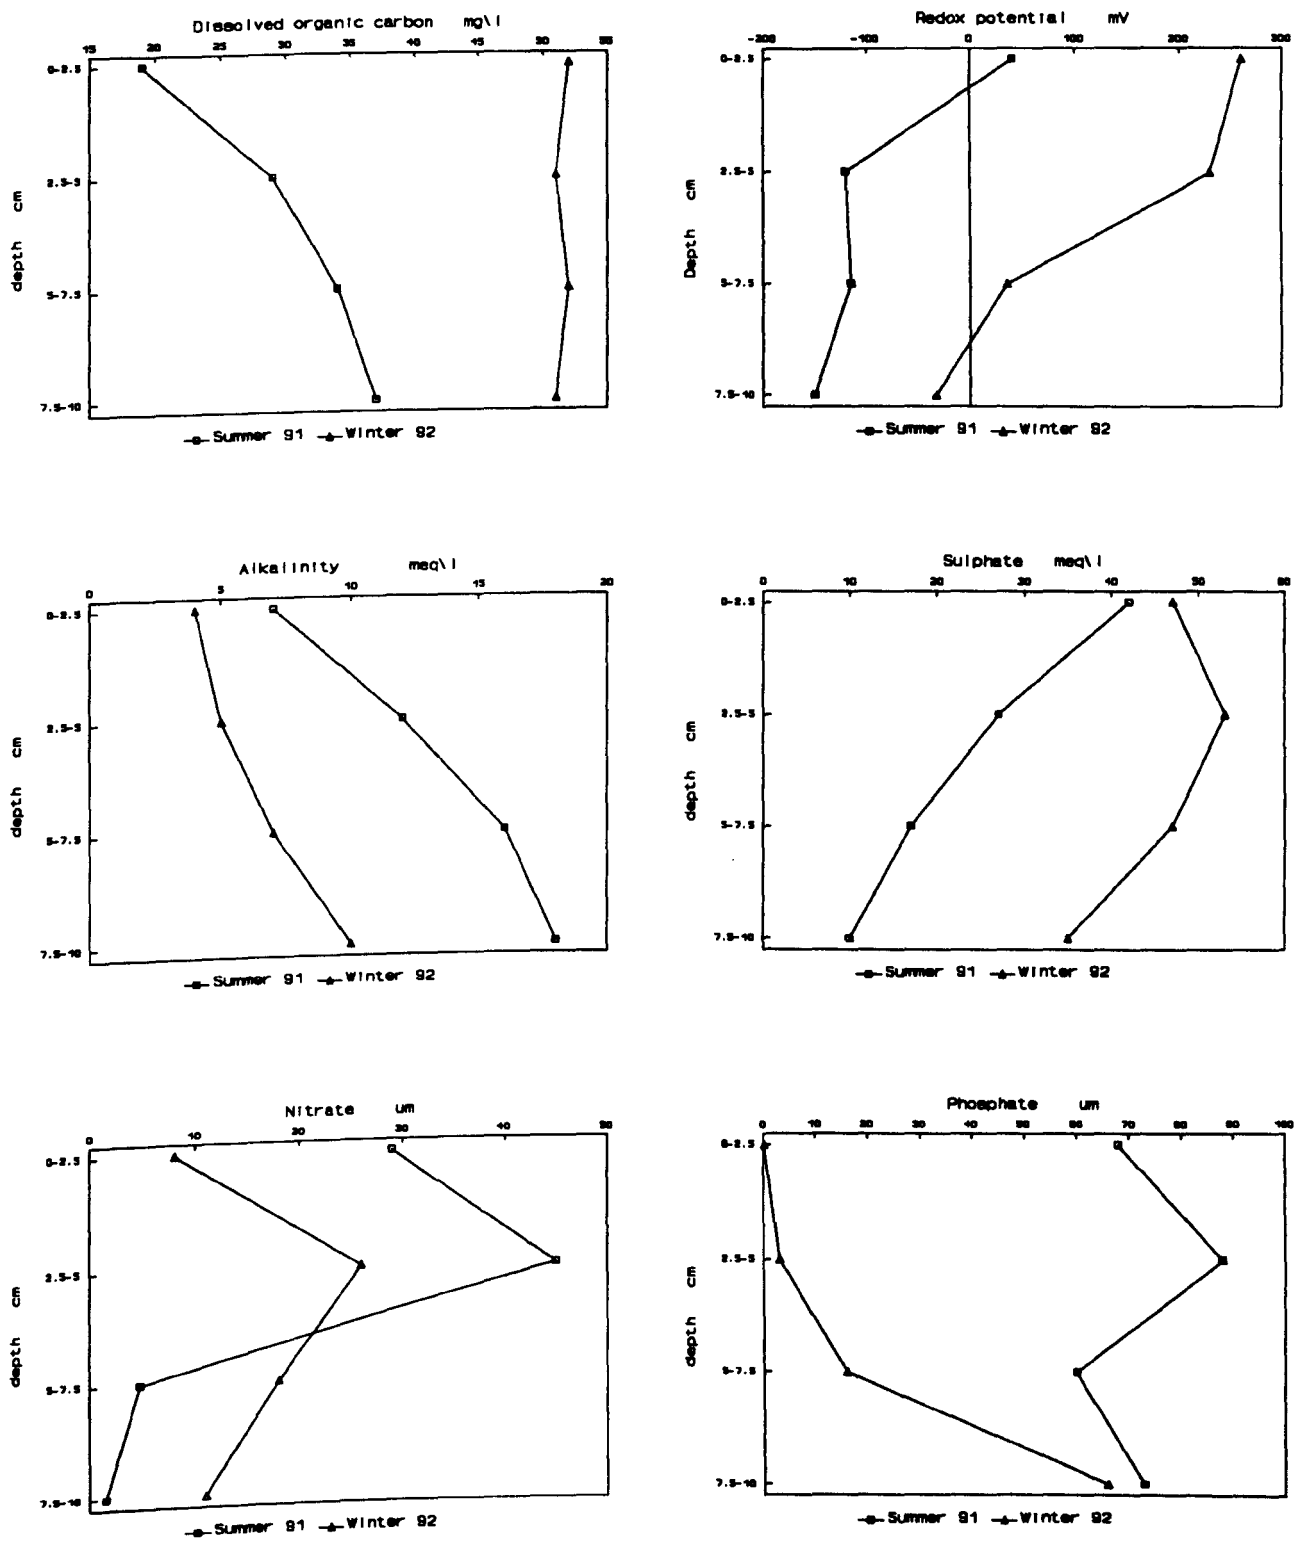 Dissolved organic carbon mg\l
15 20 25 30 35 40 45 50 55
0-2.5
2.5-5
5-7.5
7.5-10
depth cm
Summer 91 Winter 92
Redox potential mV
-200 -100 0 100 200 300
0-2.5
2.5-5
5-7.5
7.5-10
Depth cm
Summer 91 Winter 92
Alkalinity meq\l
0 5 10 15 20
0-2.5
2.5-5
5-7.5
7.5-10
depth cm
Summer 91 Winter 92
Sulphate meq\l
0 10 20 30 40 50 60
0-2.5
2.5-5
5-7.5
7.5-10
depth cm
Summer 91 Winter 92
Nitrate um
0 10 20 30 40 50
0-2.5
2.5-5
5-7.5
7.5-10
depth cm
Summer 91 Winter 92
Phosphate um
0 10 20 30 40 50 60 70 80 90 100
0-2.5
2.5-5
5-7.5
7.5-10
depth cm
Summer 91 Winter 92